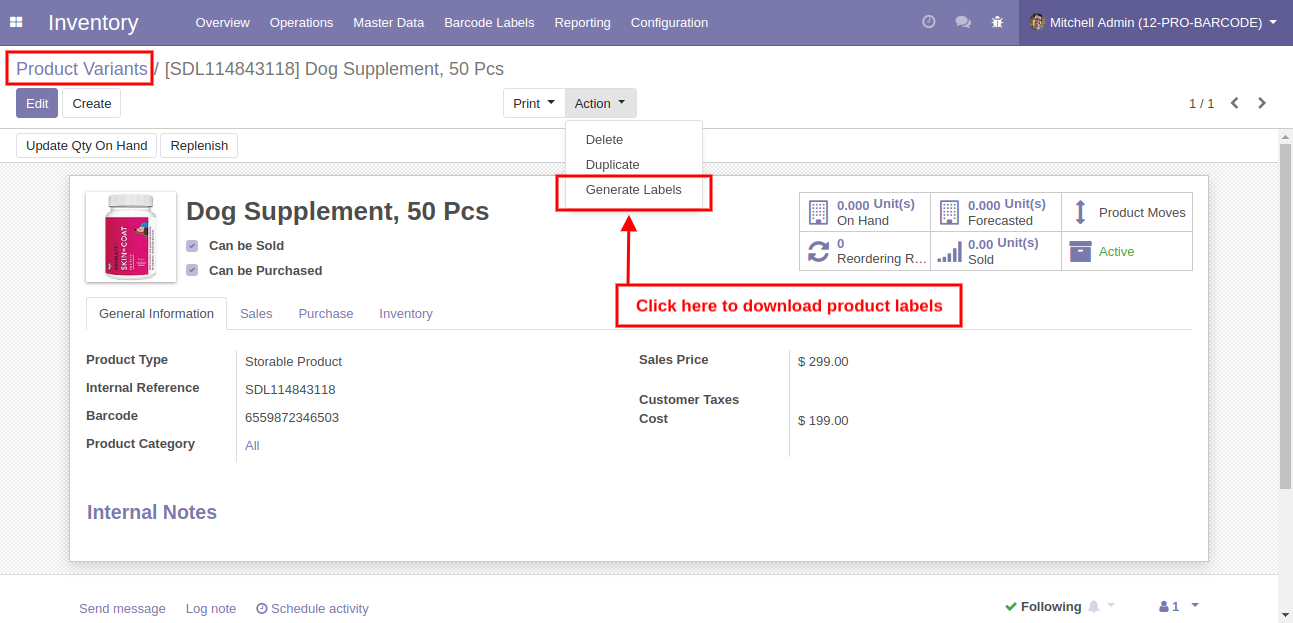 Inventory Overview Operations Master Data Barcode Labels Reporting Configuration Mitchell Admin (12-PRO-BARCODE)
Product Variants / [SDL114843118] Dog Supplement, 50 Pcs
Edit Create Print Action 1 / 1
Delete
Duplicate
Generate Labels
Update Qty On Hand Replenish
SKIN+COAT
Dog Supplement, 50 Pcs
Can be Sold
Can be Purchased
0.000 Unit(s)
On Hand
0.000 Unit(s)
Forecasted
Product Moves
0
Reordering R...
0.00 Unit(s)
Sold
Active
Click here to download product labels
General Information Sales Purchase Inventory
Product Type Storable Product
Internal Reference SDL114843118
Barcode 6559872346503
Product Category All
Sales Price $ 299.00
Customer Taxes
Cost $ 199.00
Internal Notes
Send message Log note Schedule activity Following 1